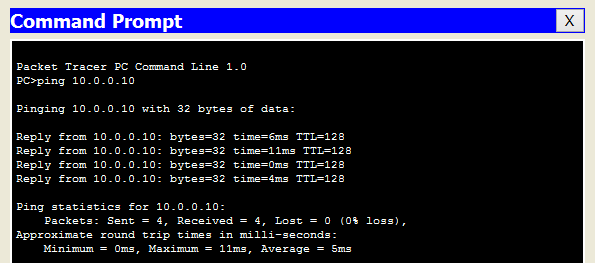 Command Prompt
X
Packet Tracer PC Command Line 1.0
PC>ping 10.0.0.10
Pinging 10.0.0.10 with 32 bytes of data:
Reply from 10.0.0.10: bytes=32 time=6ms TTL=128
Reply from 10.0.0.10: bytes=32 time=11ms TTL=128
Reply from 10.0.0.10: bytes=32 time=0ms TTL=128
Reply from 10.0.0.10: bytes=32 time=4ms TTL=128
Ping statistics for 10.0.0.10:
Packets: Sent = 4, Received = 4, Lost = 0 (0% loss),
Approximate round trip times in milli-seconds:
Minimum = 0ms, Maximum = 11ms, Average = 5ms